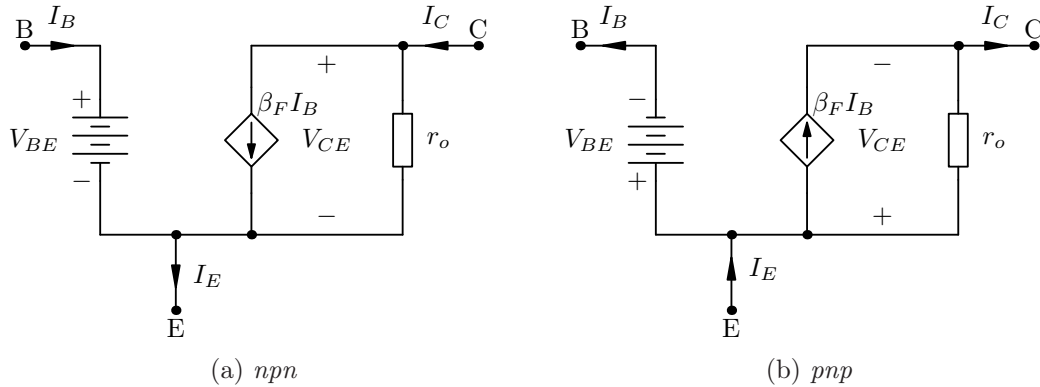 B I_B I_C C
+ β_F I_B +
V_BE V_CE r_o
− −
I_E
E
(a) npn
B I_B I_C C
− β_F I_B −
V_BE V_CE r_o
+ +
I_E
E
(b) pnp